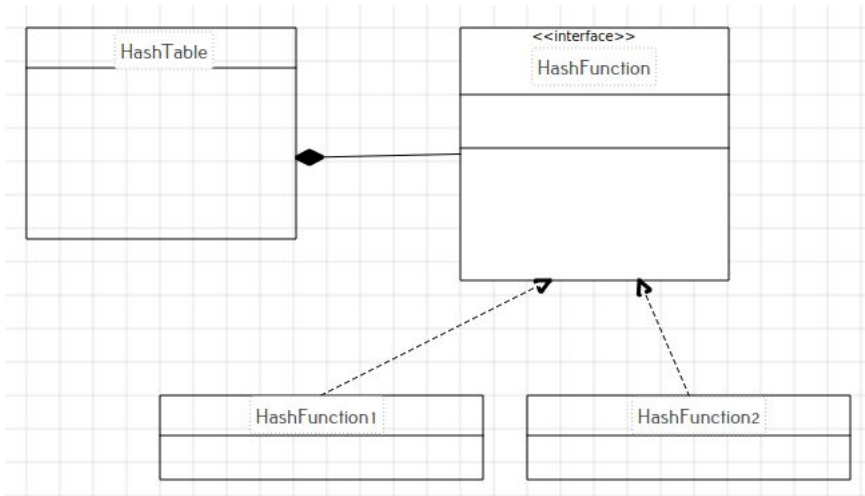 HashTable
<<interface>>
HashFunction
HashFunction1
HashFunction2